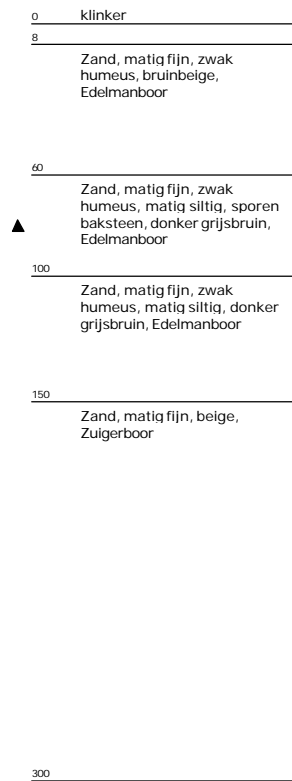 0 klinker
8
Zand, matig fijn, zwak
humeus, bruinbeige,
Edelmanboor
60
Zand, matig fijn, zwak
humeus, matig siltig, sporen
baksteen, donker grijsbruin,
Edelmanboor
100
Zand, matig fijn, zwak
humeus, matig siltig, donker
grijsbruin, Edelmanboor
150
Zand, matig fijn, beige,
Zuigerboor
300